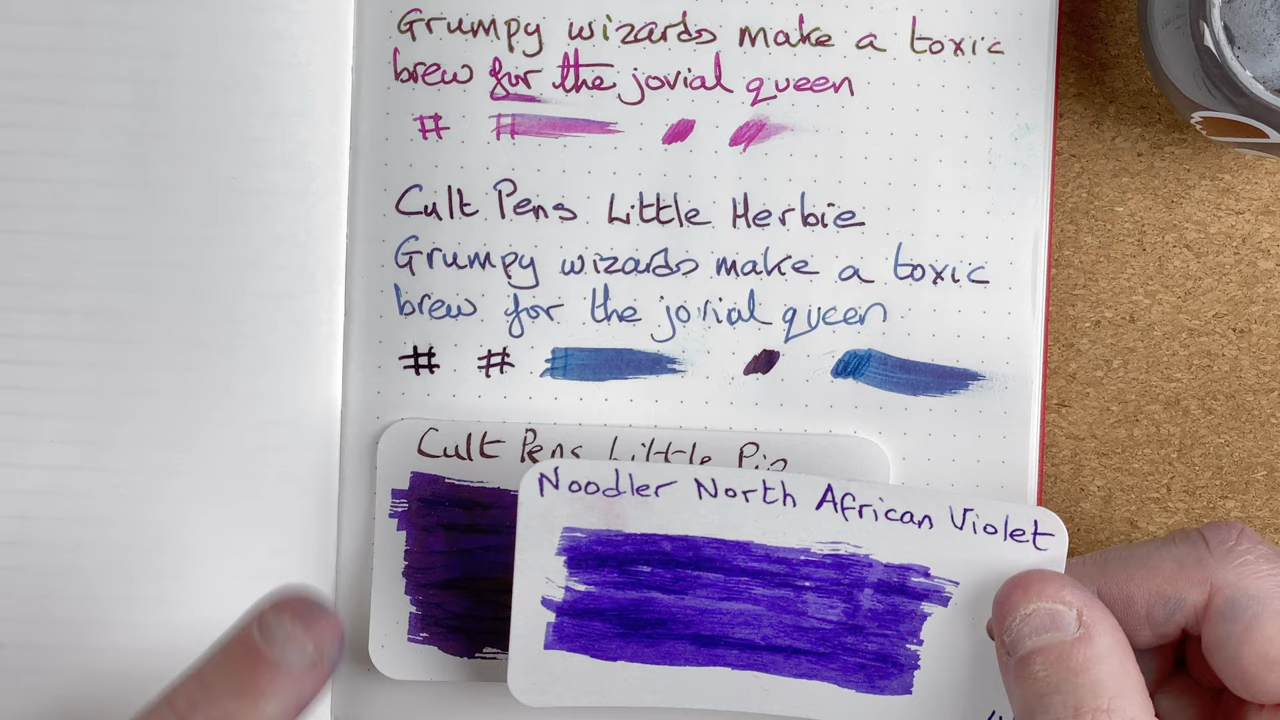 Grumpy wizards make a toxic
brew for the jovial queen
# #
Cult Pens Little Herbie
Grumpy wizards make a toxic
brew for the jovial queen
# #
Cult Pens Little
Noodler North African Violet